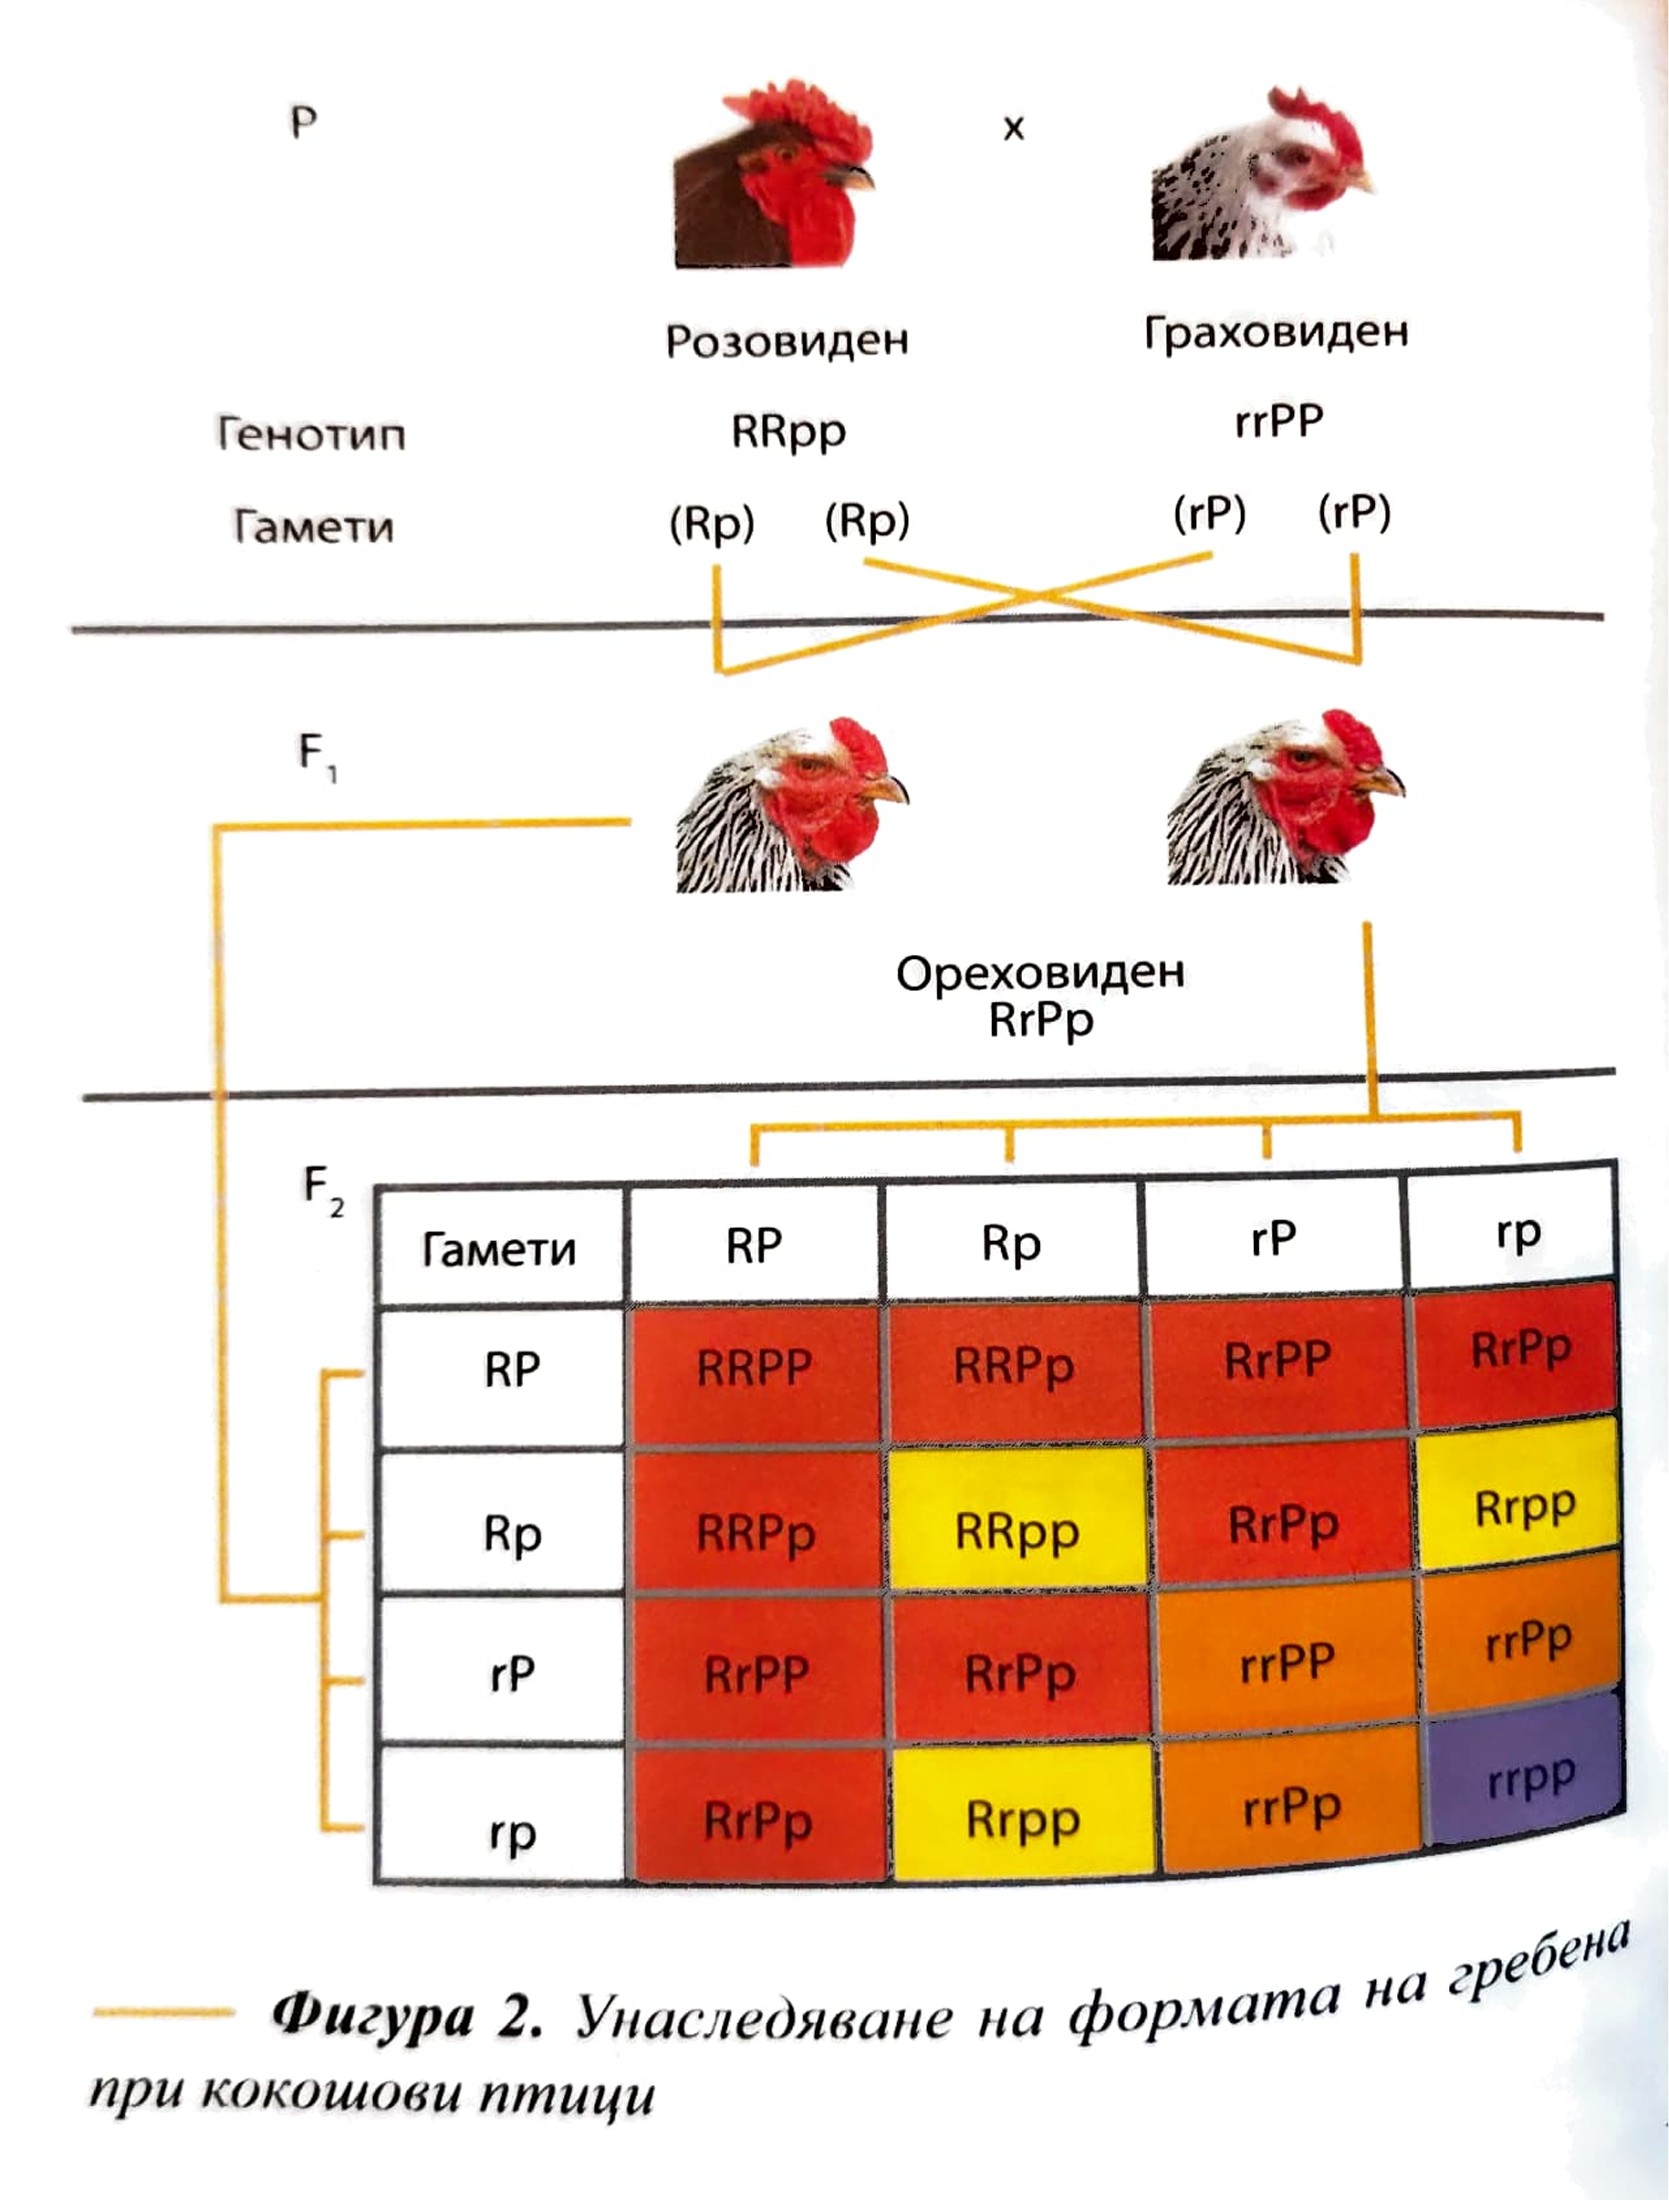 P x
Розовиден Граховиден
Генотип RRpp rrPP
Гамети (Rp) (Rp) (rP) (rP)
F1
Ореховиден
RrPp
F2
Гамети RP Rp rP rp
RP RRPP RRPp RrPP RrPp
Rp RRPp RRpp RrPp Rrpp
rP RrPP RrPp rrPP rrPp
rp RrPp Rrpp rrPp rrpp
Фигура 2. Унаследяване на формата на гребена
при кокошови птици